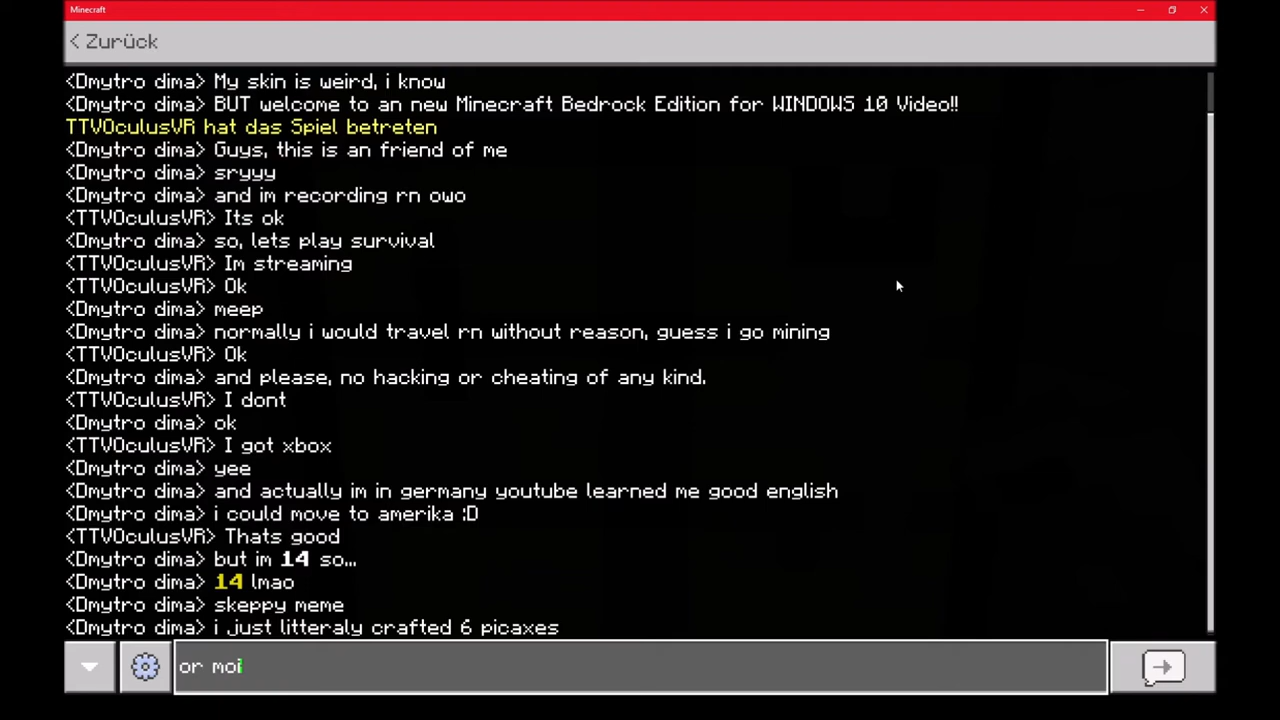 Minecraft
< Zurück
<Dmytro dima> My skin is weird, i know
<Dmytro dima> BUT welcome to an new Minecraft Bedrock Edition for WINDOWS 10 Video!!
TTVOculusVR hat das Spiel betreten
<Dmytro dima> Guys, this is an friend of me
<Dmytro dima> sryyy
<Dmytro dima> and im recording rn owo
<TTVOculusVR> Its ok
<Dmytro dima> so, lets play survival
<TTVOculusVR> Im streaming
<TTVOculusVR> Ok
<Dmytro dima> meep
<Dmytro dima> normally i would travel rn without reason, guess i go mining
<TTVOculusVR> Ok
<Dmytro dima> and please, no hacking or cheating of any kind.
<TTVOculusVR> I dont
<Dmytro dima> ok
<TTVOculusVR> I got xbox
<Dmytro dima> yee
<Dmytro dima> and actually im in germany youtube learned me good english
<Dmytro dima> i could move to amerika :D
<TTVOculusVR> Thats good
<Dmytro dima> but im 14 so...
<Dmytro dima> 14 lmao
<Dmytro dima> skeppy meme
<Dmytro dima> i just litteraly crafted 6 picaxes
or moi